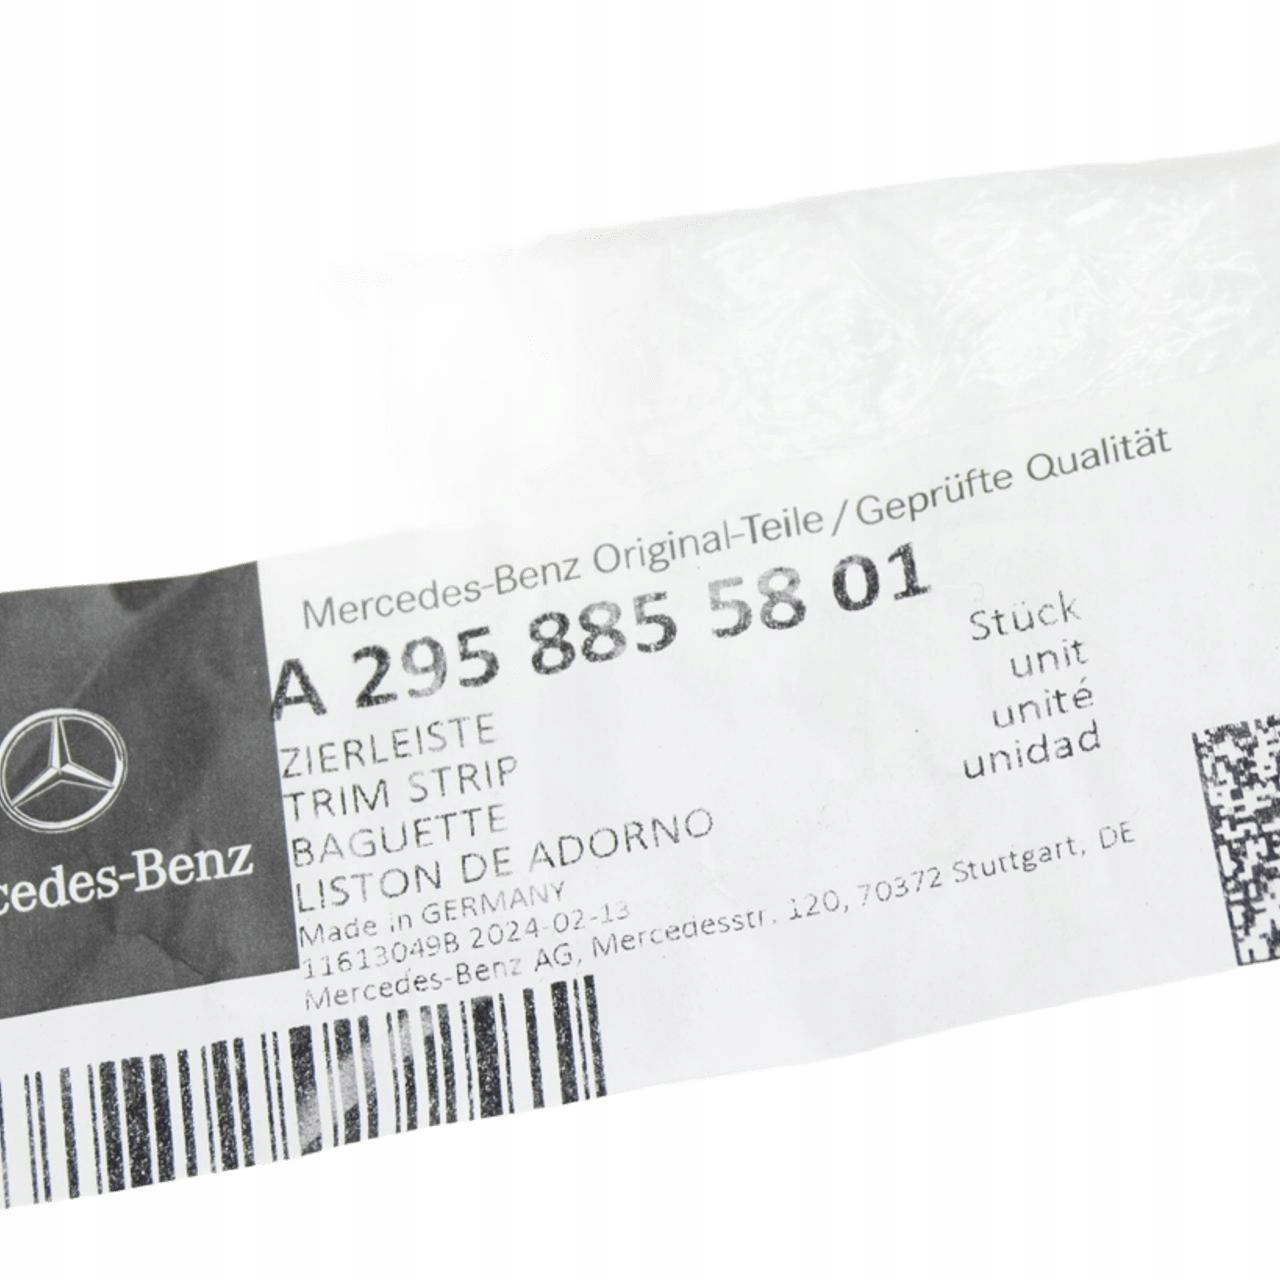 Mercedes-Benz Original-Teile / Geprüfte Qualität
A 295 885 58 01
Stück
unit
unité
unidad
ZIERLEISTE
TRIM STRIP
BAGUETTE
LISTON DE ADORNO
Made in GERMANY
11613049B 2024-02-13
Mercedes-Benz AG, Mercedesstr. 120, 70372 Stuttgart, DE
cedes-Benz